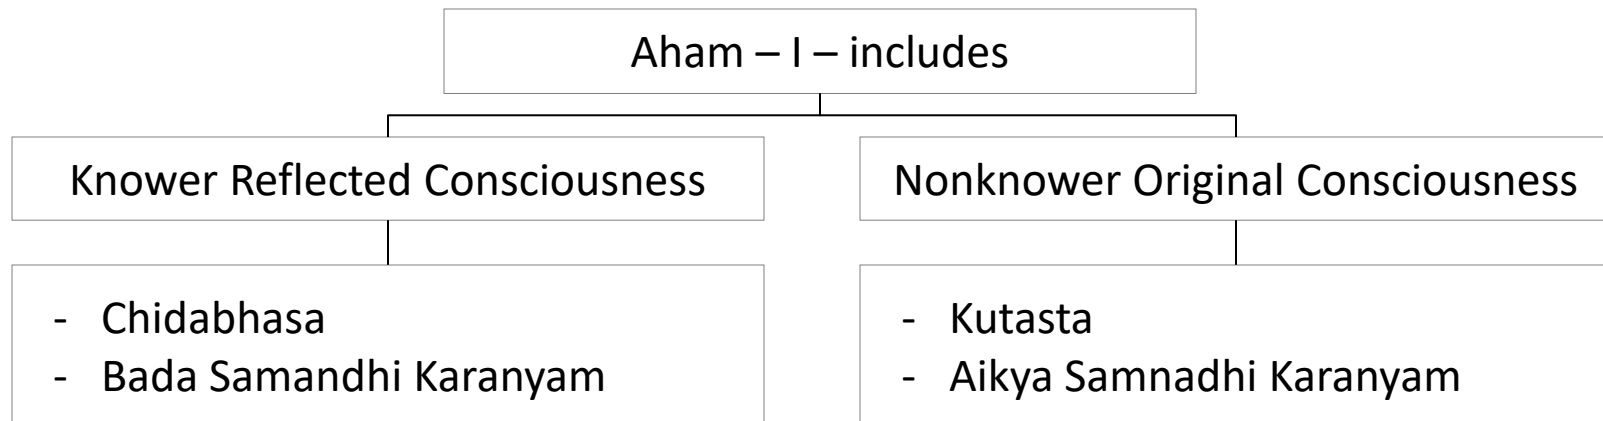 Aham – I – includes
Knower Reflected Consciousness
Nonknower Original Consciousness
- Chidabhasa
- Bada Samandhi Karanyam
- Kutasta
- Aikya Samnadhi Karanyam